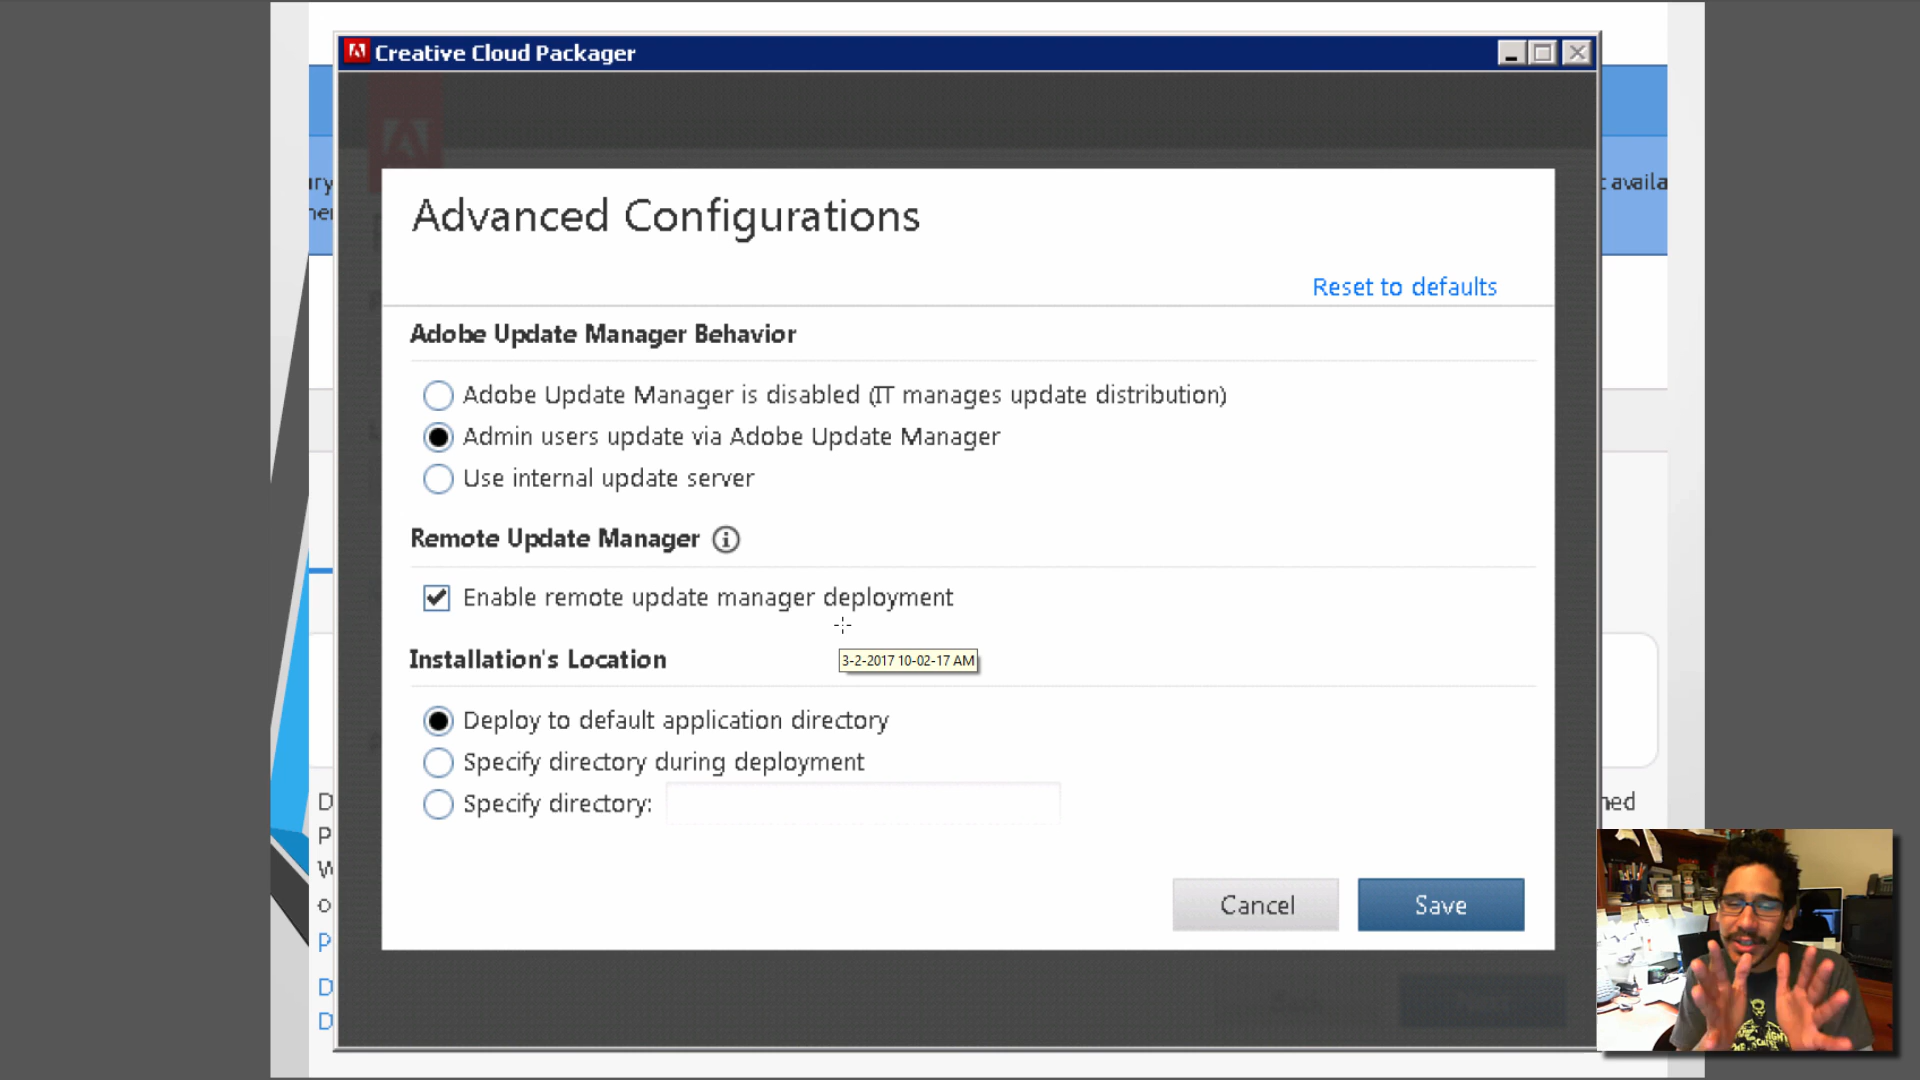 Creative Cloud Packager
Advanced Configurations
Reset to defaults
Adobe Update Manager Behavior
Adobe Update Manager is disabled (IT manages update distribution)
Admin users update via Adobe Update Manager
Use internal update server
Remote Update Manager
Enable remote update manager deployment
3-2-2017 10-02-17 AM
Installation's Location
Deploy to default application directory
Specify directory during deployment
Specify directory:
Cancel
Save